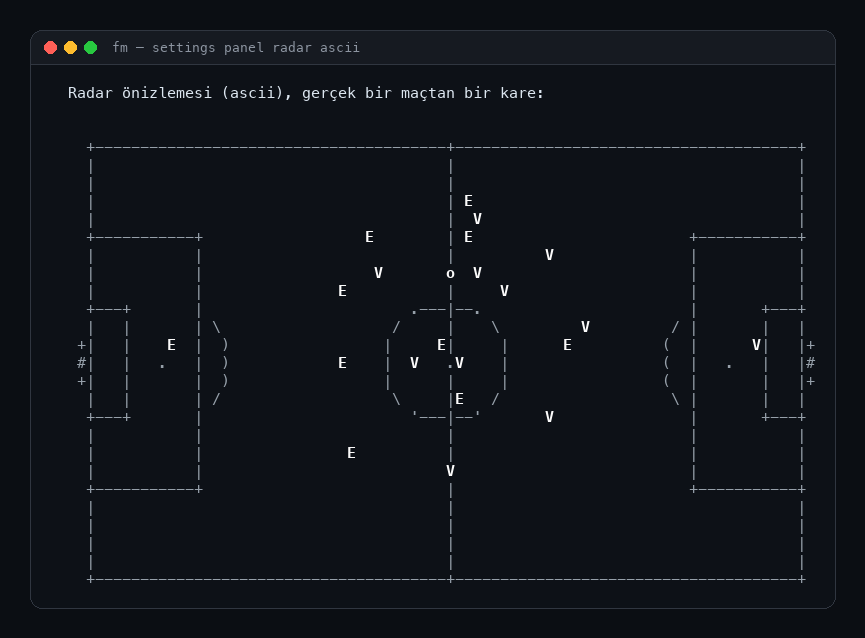 fm — settings panel radar ascii
Radar önizlemesi (ascii), gerçek bir maçtan bir kare:
 +---------------------------------------+--------------------------------------+
 |                                       |                                      |
 |                                       |                                      |
 |                                       | E                                    |
 |                                       |  V                                   |
 +-----------+                  E        | E                        +-----------+
 |           |                           |          V               |           |
 |           |                   V       o  V                       |           |
 |           |               E           |     V                    |           |
 +---+       |                       .---|--.                       |       +---+
 |   |       | \                   /     |    \         V         / |       |   |
+|   |    E  |  )                 |     E|     |      E          (  |      V|   |+
#|   |   .   |  )            E    |  V   .V    |                 (  |   .   |   |#
+|   |       |  )                 |      |     |                 (  |       |   |+
 |   |       | /                   \     |E   /                   \ |       |   |
 +---+       |                       '---|--'       V               |       +---+
 |           |                           |                          |           |
 |           |                E          |                          |           |
 |           |                           V                          |           |
 +-----------+                           |                          +-----------+
 |                                       |                                      |
 |                                       |                                      |
 |                                       |                                      |
 |                                       |                                      |
 +---------------------------------------+--------------------------------------+